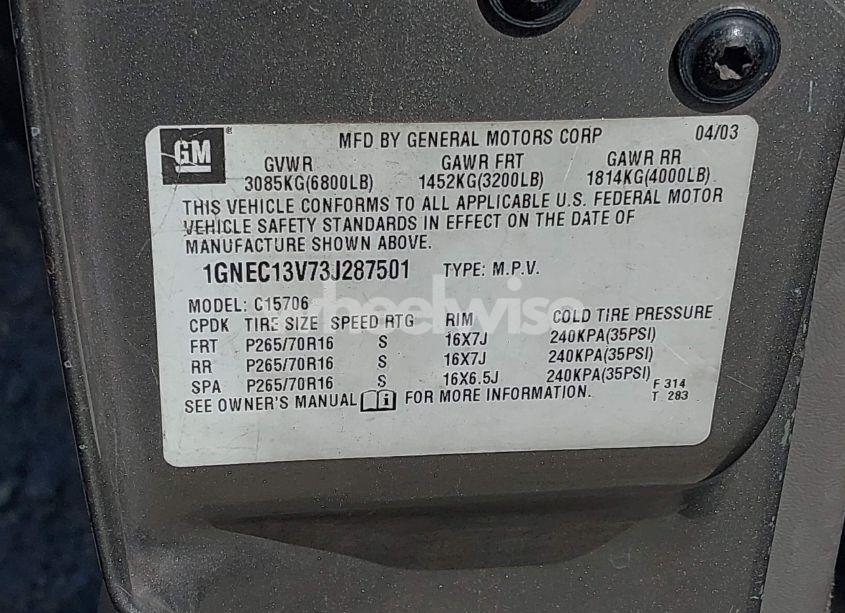 GM ®
MFD BY GENERAL MOTORS CORP 04/03
GVWR GAWR FRT GAWR RR
3085KG(6800LB) 1452KG(3200LB) 1814KG(4000LB)
THIS VEHICLE CONFORMS TO ALL APPLICABLE U.S. FEDERAL MOTOR
VEHICLE SAFETY STANDARDS IN EFFECT ON THE DATE OF
MANUFACTURE SHOWN ABOVE.
1GNEC13V73J287501 TYPE: M.P.V.
MODEL: C15706
wheelwise
CPDK TIRE SIZE SPEED RTG RIM COLD TIRE PRESSURE
FRT P265/70R16 S 16X7J 240KPA(35PSI)
RR P265/70R16 S 16X7J 240KPA(35PSI)
SPA P265/70R16 S 16X6.5J 240KPA(35PSI)
SEE OWNER'S MANUAL i FOR MORE INFORMATION.
F 314
T 283